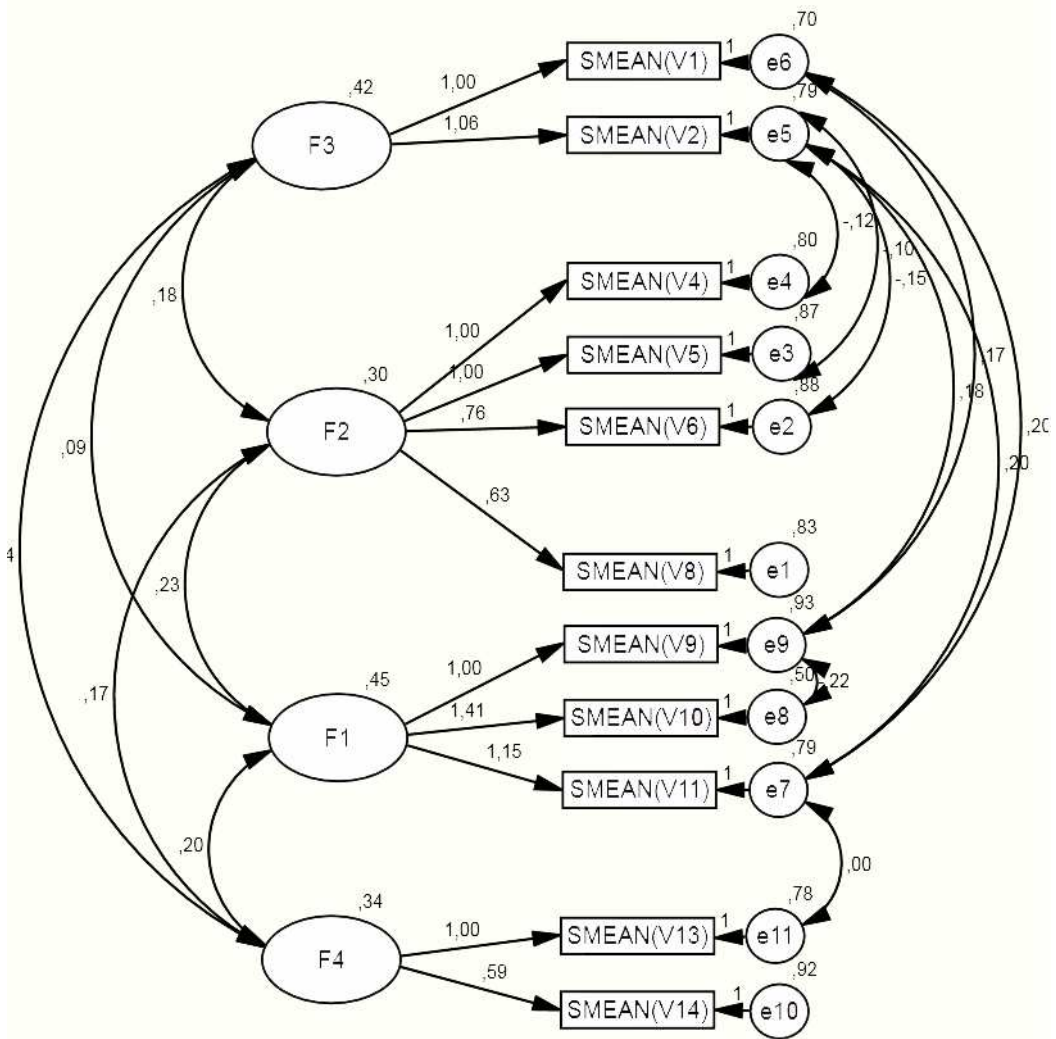 ,70
SMEAN(V1)
1
e6
,42
1,00
,79
F3
1,06
SMEAN(V2)
1
e5
-,12
,80
-,10
-,15
,18
SMEAN(V4)
1
e4
,87
1,00
SMEAN(V5)
1
e3
,17
,30
1,00
,88
,18
F2
,76
SMEAN(V6)
1
e2
,09
,20
,20
,63
,83
4
,23
SMEAN(V8)
1
e1
,93
1,00
SMEAN(V9)
1
e9
,17
,45
,50
-,22
F1
1,41
SMEAN(V10)
1
e8
1,15
,79
SMEAN(V11)
1
e7
,20
,00
,34
,78
F4
1,00
SMEAN(V13)
1
e11
,59
,92
SMEAN(V14)
1
e10